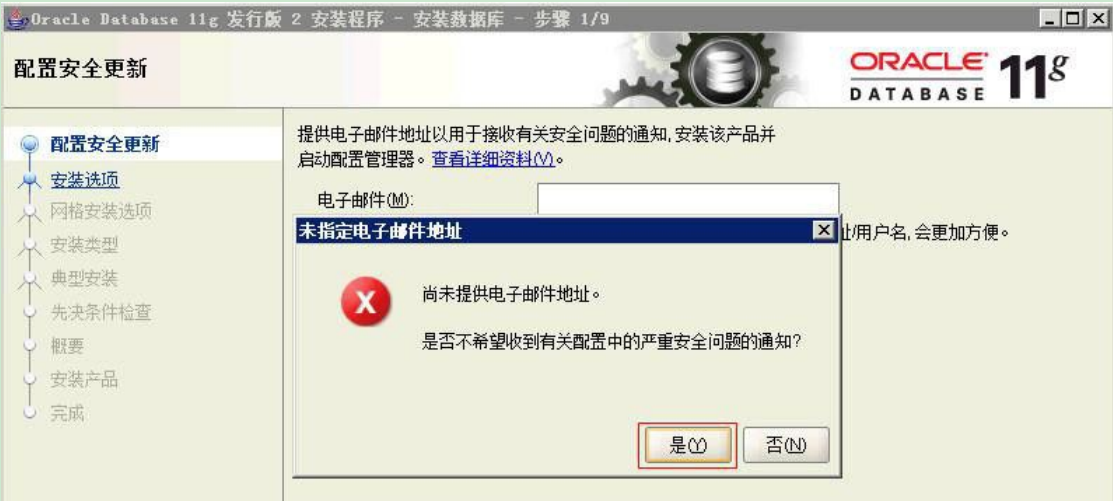 Oracle Database 11g 发行版 2 安装程序 - 安装数据库 - 步骤 1/9
配置安全更新
ORACLE
DATABASE
11g
配置安全更新
安装选项
网格安装选项
安装类型
典型安装
先决条件检查
概要
安装产品
完成
提供电子邮件地址以用于接收有关安全问题的通知,安装该产品并
启动配置管理器。查看详细资料(V)。
电子邮件(M):
址/用户名,会更加方便。
未指定电子邮件地址
尚未提供电子邮件地址。
是否不希望收到有关配置中的严重安全问题的通知?
是(Y)
否(N)